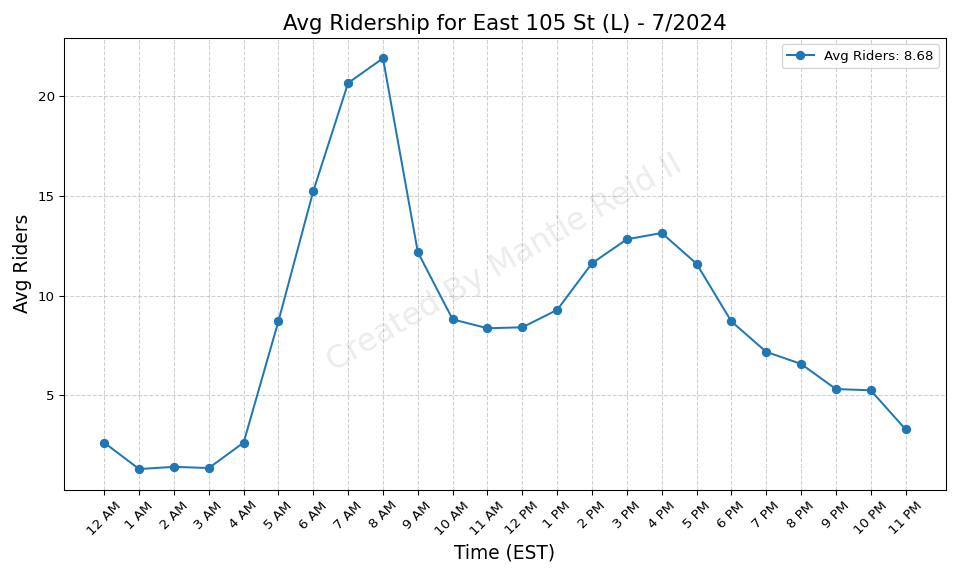 Avg Ridership for East 105 St (L) - 7/2024
Avg Riders: 8.68
Avg Riders
20
15
10
5
Created By Mantie Reid II
12 AM
1 AM
2 AM
3 AM
4 AM
5 AM
6 AM
7 AM
8 AM
9 AM
10 AM
11 AM
12 PM
1 PM
2 PM
3 PM
4 PM
5 PM
6 PM
7 PM
8 PM
9 PM
10 PM
11 PM
Time (EST)